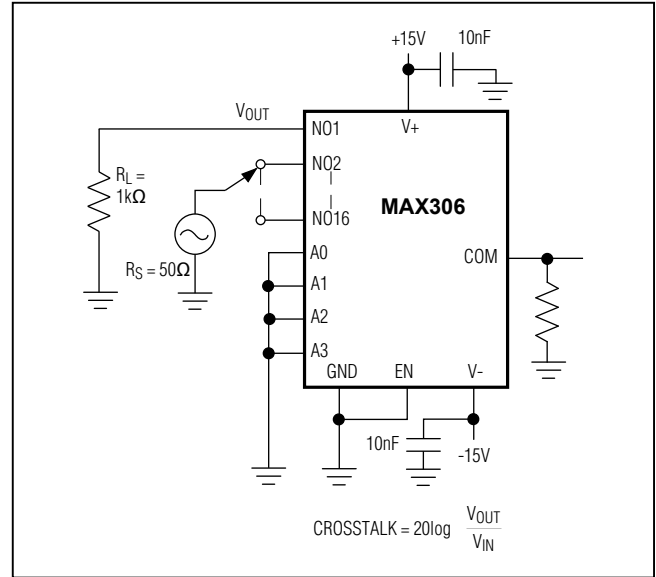 +15V
10nF
VOUT
NO1
V+
RL =
1kΩ
NO2
MAX306
NO16
RS = 50Ω
A0
COM
A1
A2
A3
GND
EN
V-
10nF
-15V
CROSSTALK = 20log VOUT
VIN